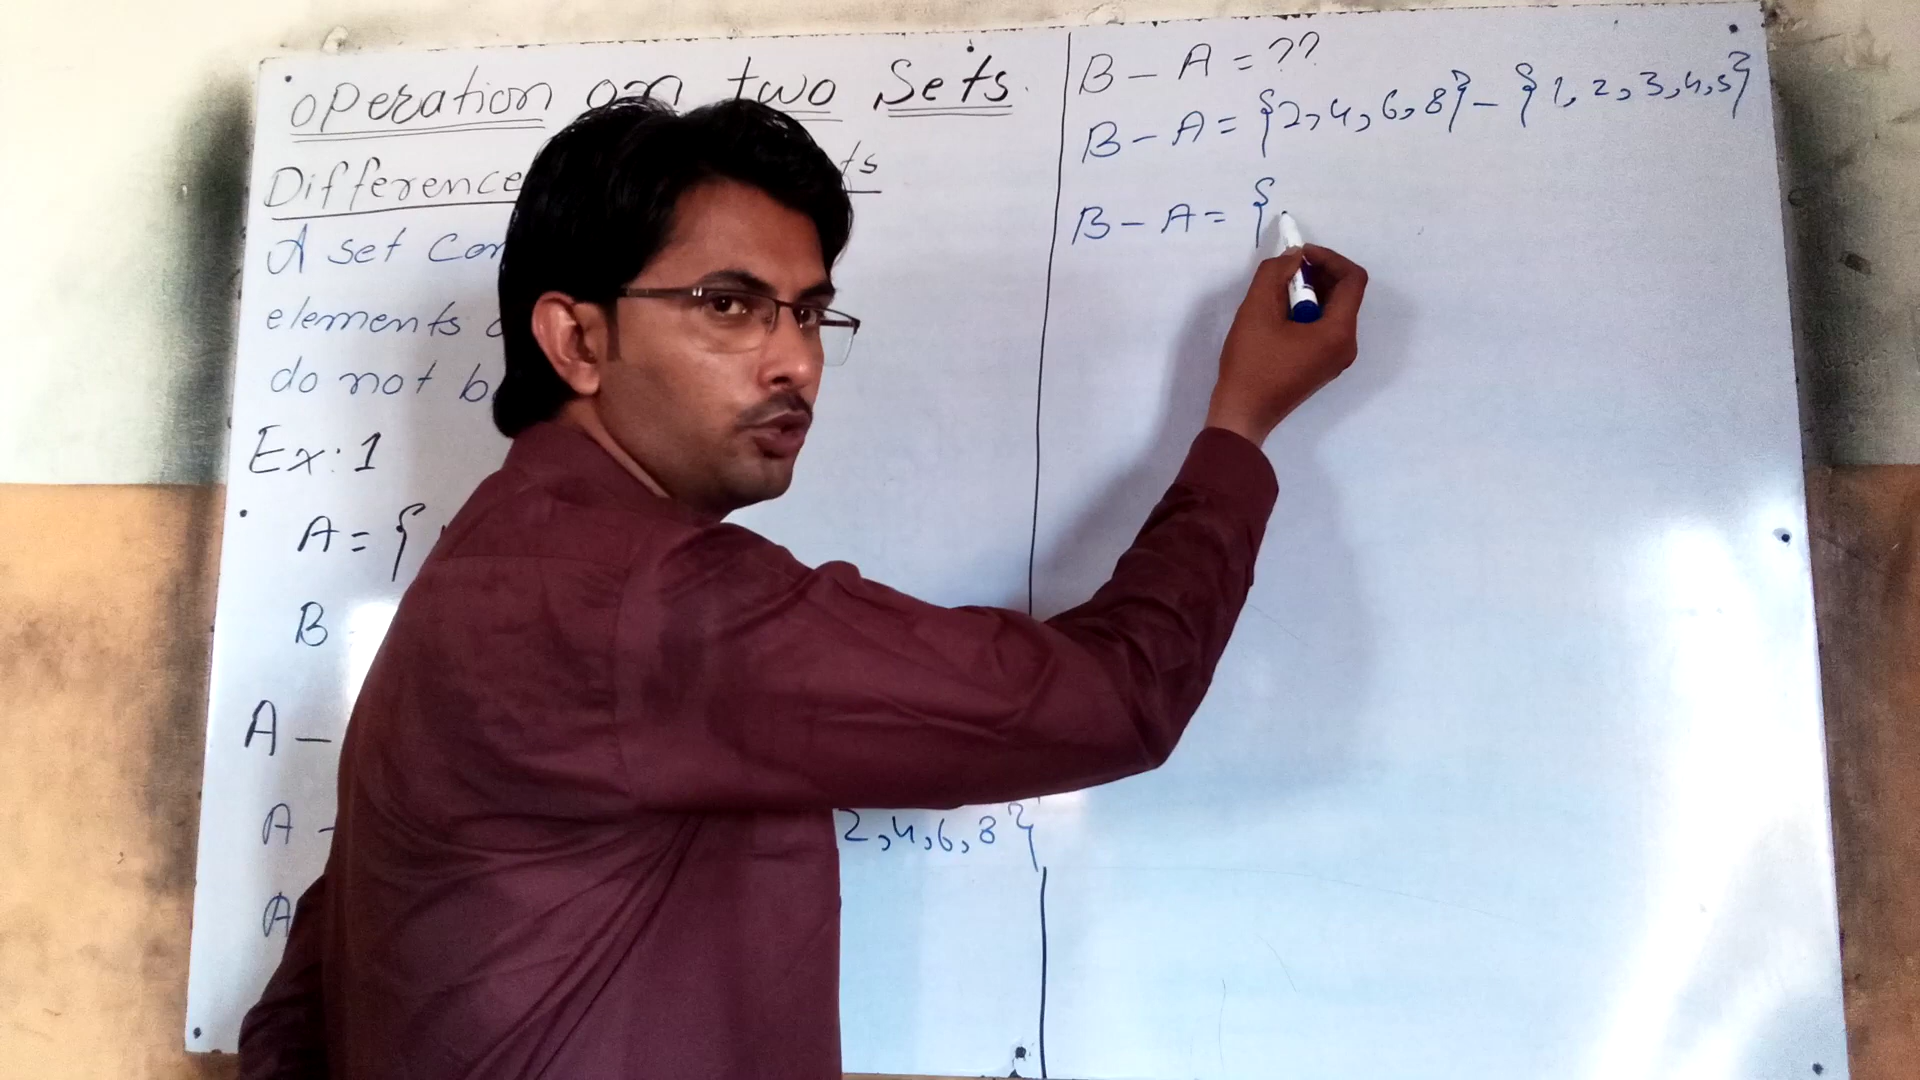 operation on two Sets.
Difference ts
A set con
elements
do not b
Ex: 1
A = {
B
A -
A - 2, 4, 6, 8}
A
B - A = ??
B - A = {2, 4, 6, 8} - {1, 2, 3, 4, 5}
B - A = {